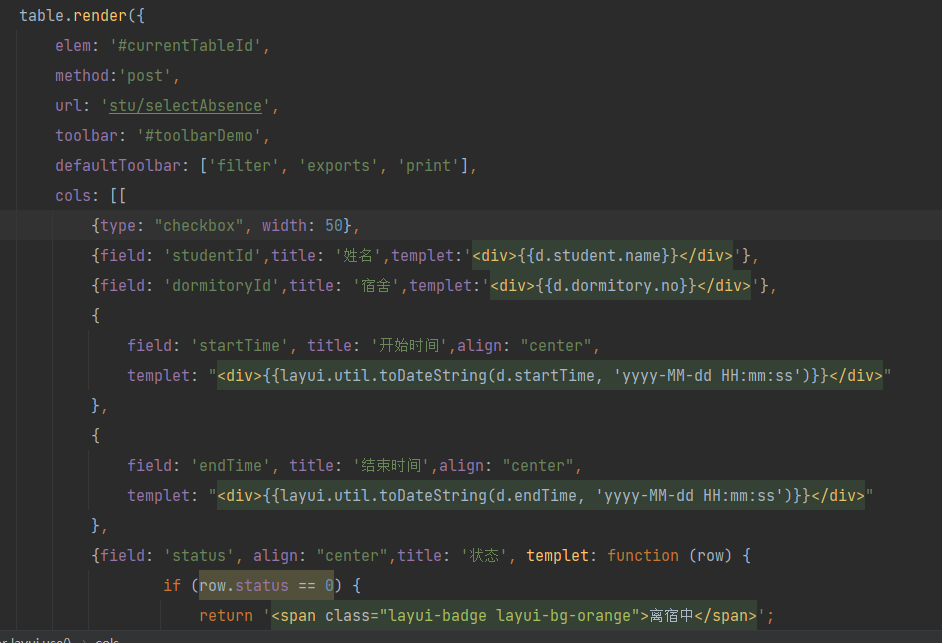 table.render({
elem: '#currentTableId',
method:'post',
url: 'stu/selectAbsence',
toolbar: '#toolbarDemo',
defaultToolbar: ['filter', 'exports', 'print'],
cols: [[
{type: "checkbox", width: 50},
{field: 'studentId',title: '姓名',templet:'<div>{{d.student.name}}</div>'},
{field: 'dormitoryId',title: '宿舍',templet:'<div>{{d.dormitory.no}}</div>'},
{
field: 'startTime', title: '开始时间',align: "center",
templet: "<div>{{layui.util.toDateString(d.startTime, 'yyyy-MM-dd HH:mm:ss')}}</div>"
},
{
field: 'endTime', title: '结束时间',align: "center",
templet: "<div>{{layui.util.toDateString(d.endTime, 'yyyy-MM-dd HH:mm:ss')}}</div>"
},
{field: 'status', align: "center",title: '状态', templet: function (row) {
if (row.status == 0) {
return '<span class="layui-badge layui-bg-orange">离宿中</span>';